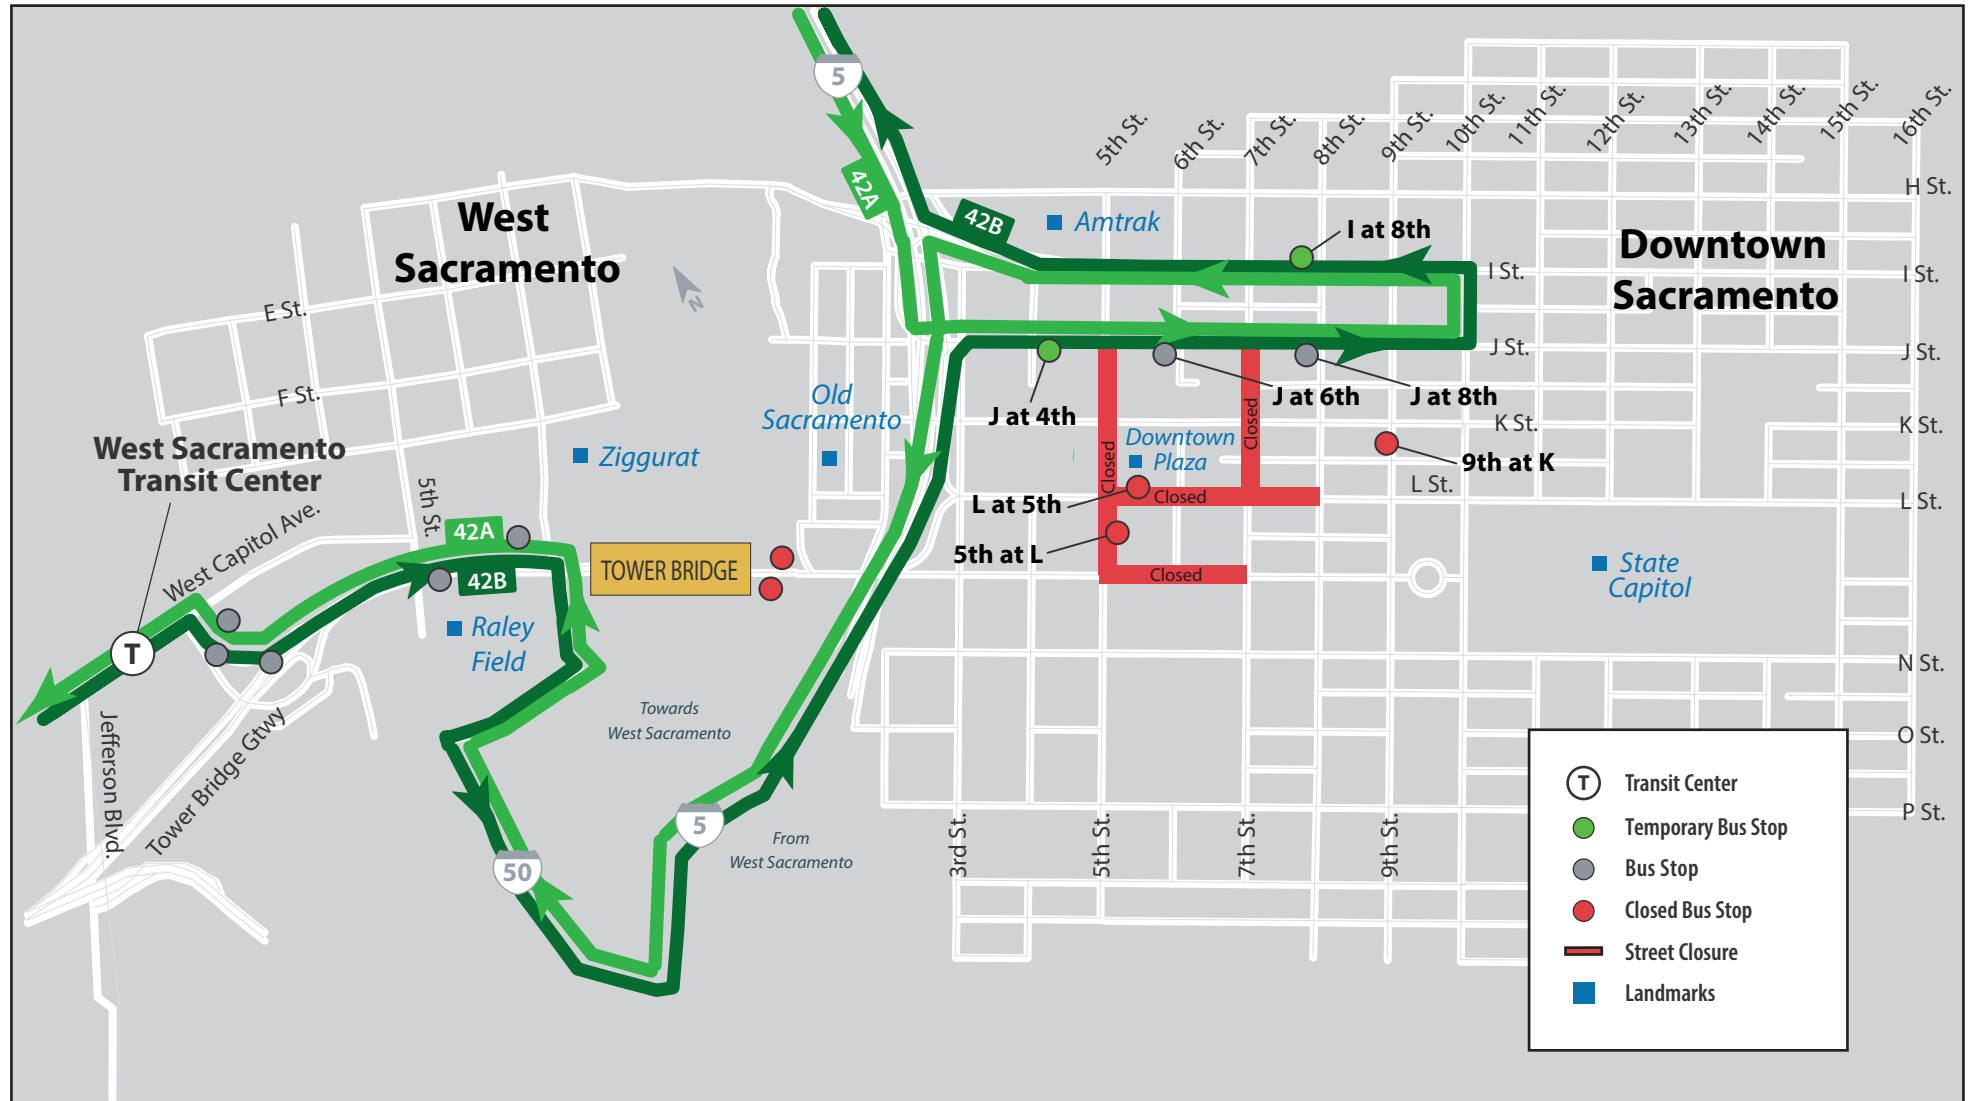 5
42A
42B
Amtrak
5th St.
6th St.
7th St.
8th St.
9th St.
10th St.
11th St.
12th St.
13th St.
14th St.
15th St.
16th St.
H St.
West
Sacramento
I at 8th
Downtown
Sacramento
I St.
I St.
N
E St.
F St.
J St.
J St.
J at 4th
J at 6th
J at 8th
Old
Sacramento
Closed
Closed
Downtown
Plaza
K St.
K St.
9th at K
L St.
L St.
L at 5th
Closed
5th at L
Closed
West Sacramento
Transit Center
Ziggurat
5th St.
West Capitol Ave.
42A
42B
TOWER BRIDGE
State
Capitol
Raley
Field
T
N St.
O St.
P St.
Jefferson Blvd.
Tower Bridge Gtwy
Towards
West Sacramento
5
50
From
West Sacramento
3rd St.
5th St.
7th St.
9th St.
T
Transit Center
Temporary Bus Stop
Bus Stop
Closed Bus Stop
Street Closure
Landmarks